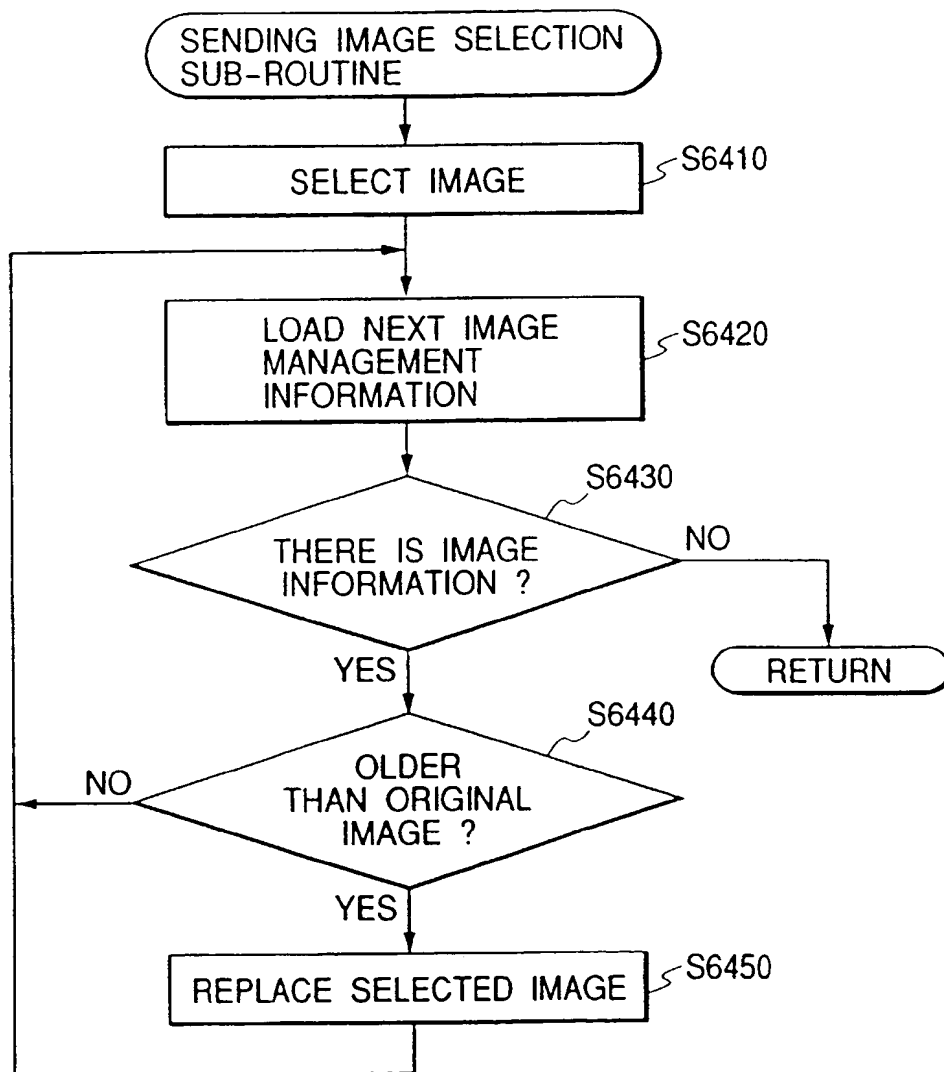 SENDING IMAGE SELECTION
SUB-ROUTINE
SELECT IMAGE
S6410
LOAD NEXT IMAGE
MANAGEMENT
INFORMATION
S6420
S6430
THERE IS IMAGE
INFORMATION ?
NO
YES
RETURN
S6440
OLDER
THAN ORIGINAL
IMAGE ?
NO
YES
REPLACE SELECTED IMAGE
S6450